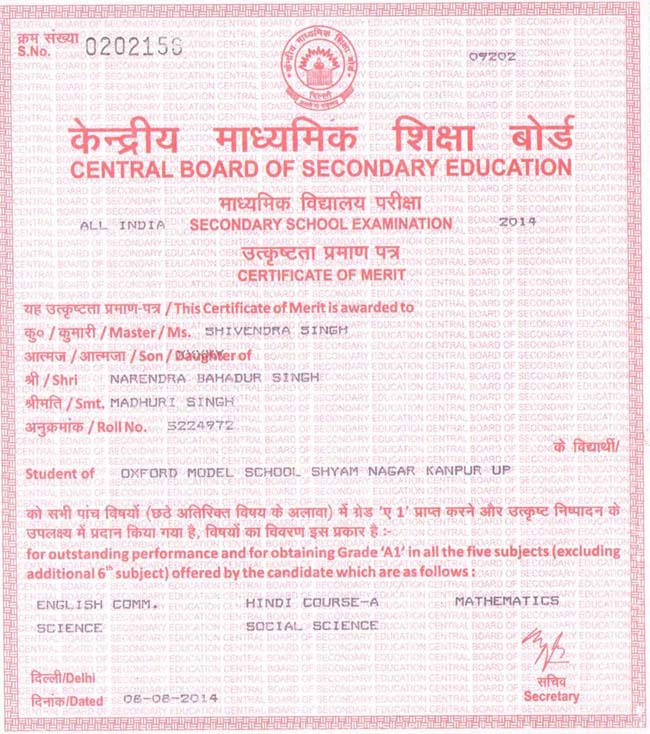 क्रम संख्या
S.No. 0202155
09202
केन्द्रीय माध्यमिक शिक्षा बोर्ड
दिल्ली
केन्द्रीय माध्यमिक शिक्षा बोर्ड
CENTRAL BOARD OF SECONDARY EDUCATION
माध्यमिक विद्यालय परीक्षा
ALL INDIA SECONDARY SCHOOL EXAMINATION 2014
उत्कृष्टता प्रमाण पत्र
CERTIFICATE OF MERIT
यह उत्कृष्टता प्रमाण-पत्र / This Certificate of Merit is awarded to
कु० / कुमारी / Master / Ms. SHIVENDRA SINGH
आत्मज / आत्मजा / Son / Daughter of
श्री / Shri NARENDRA BAHADUR SINGH
श्रीमति / Smt. MADHURI SINGH
अनुक्रमांक / Roll No. 5224972
के विद्यार्थी/
Student of OXFORD MODEL SCHOOL SHYAM NAGAR KANPUR UP
को सभी पांच विषयों (छठे अतिरिक्त विषय के अलावा) में ग्रेड 'ए 1' प्राप्त करने और उत्कृष्ट निष्पादन के
उपलक्ष्य में प्रदान किया गया है, विषयों का विवरण इस प्रकार है :-
for outstanding performance and for obtaining Grade 'A1' in all the five subjects (excluding
additional 6th subject) offered by the candidate which are as follows :
ENGLISH COMM. HINDI COURSE-A MATHEMATICS
SCIENCE SOCIAL SCIENCE
दिल्ली/Delhi
सचिव
दिनांक/Dated 08-08-2014 Secretary